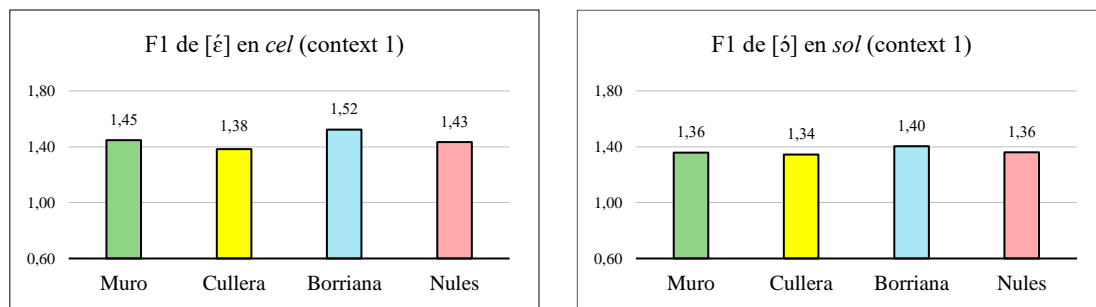 F1 de [ɛ́] en cel (context 1)
1,80
1,40
1,00
0,60
1,45
1,38
1,52
1,43
Muro
Cullera
Borriana
Nules
F1 de [ɔ́] en sol (context 1)
1,80
1,40
1,00
0,60
1,36
1,34
1,40
1,36
Muro
Cullera
Borriana
Nules